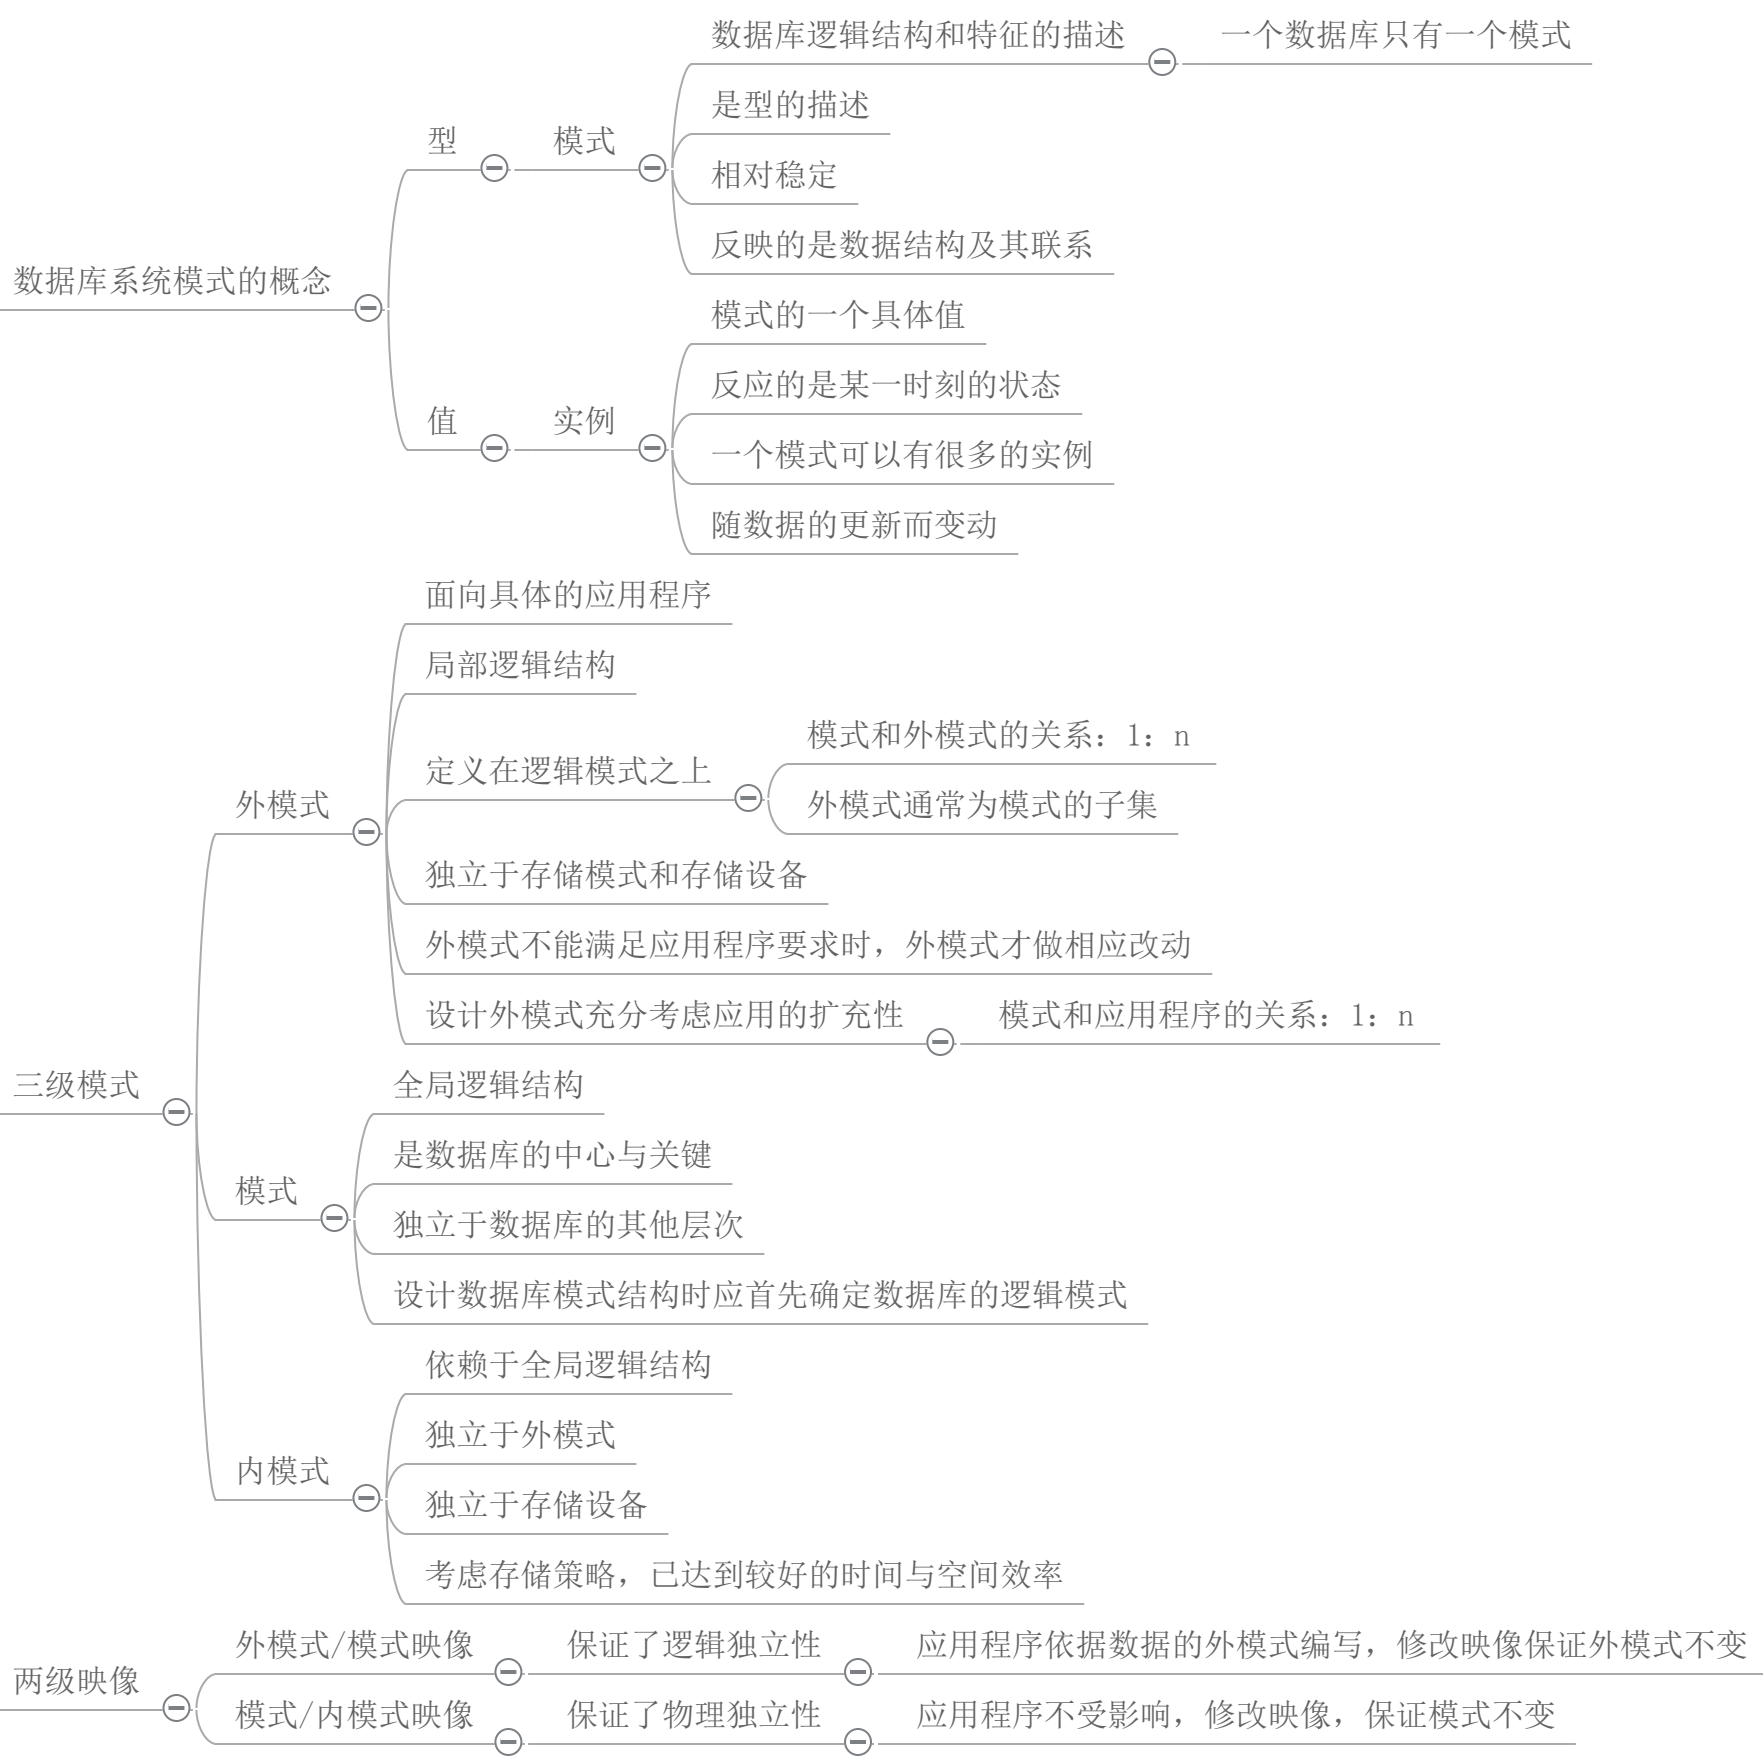 数据库系统模式的概念
型
模式
数据库逻辑结构和特征的描述
一个数据库只有一个模式
是型的描述
相对稳定
反映的是数据结构及其联系
值
实例
模式的一个具体值
反应的是某一时刻的状态
一个模式可以有很多的实例
随数据的更新而变动
三级模式
外模式
面向具体的应用程序
局部逻辑结构
定义在逻辑模式之上
模式和外模式的关系：1：n
外模式通常为模式的子集
独立于存储模式和存储设备
外模式不能满足应用程序要求时，外模式才做相应改动
设计外模式充分考虑应用的扩充性
模式和应用程序的关系：1：n
模式
全局逻辑结构
是数据库的中心与关键
独立于数据库的其他层次
设计数据库模式结构时应首先确定数据库的逻辑模式
内模式
依赖于全局逻辑结构
独立于外模式
独立于存储设备
考虑存储策略，已达到较好的时间与空间效率
两级映像
外模式/模式映像
保证了逻辑独立性
应用程序依据数据的外模式编写，修改映像保证外模式不变
模式/内模式映像
保证了物理独立性
应用程序不受影响，修改映像，保证模式不变